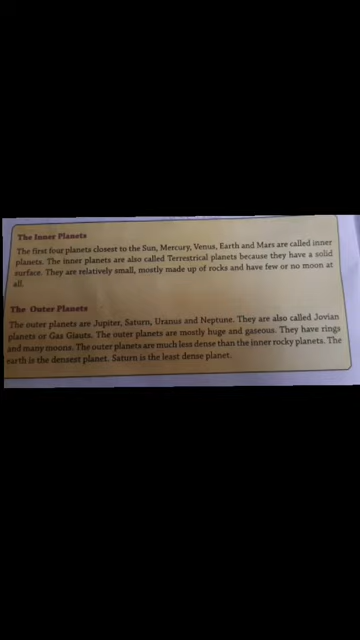 The Inner Planets
The first four planets closest to the Sun, Mercury, Venus, Earth and Mars are called inner
planets. The inner planets are also called Terrestrical planets because they have a solid
surface. They are relatively small, mostly made up of rocks and have few or no moon at
all.
The Outer Planets
The outer planets are Jupiter, Saturn, Uranus and Neptune. They are also called Jovian
planets or Gas Giauts. The outer planets are mostly huge and gaseous. They have rings
and many moons. The outer planets are much less dense than the inner rocky planets. The
earth is the densest planet. Saturn is the least dense planet.